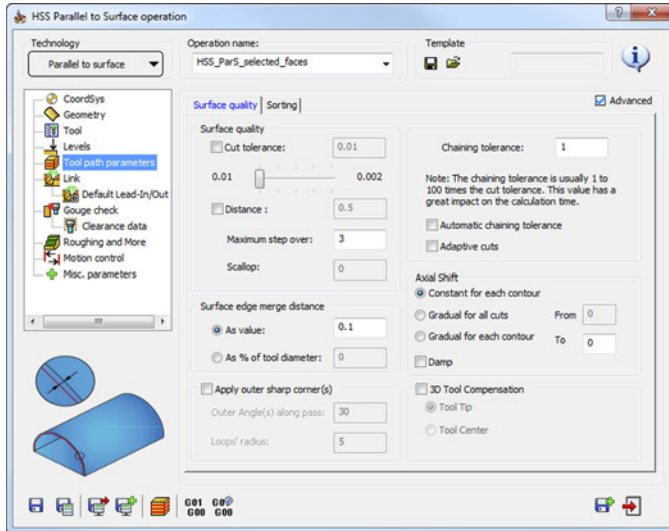 HSS Parallel to Surface operation
Technology
Parallel to surface
Operation name:
HSS_ParS_selected_faces
Template
CoordSys
Geometry
Tool
Levels
Tool path parameters
Link
Default Lead-In/Out
Gouge check
Clearance data
Roughing and More
Motion control
Misc. parameters
Surface quality
Sorting
Advanced
Surface quality
Cut tolerance:
0.01
0.01
0.002
Distance :
0.5
Maximum step over:
3
Scallop:
0
Surface edge merge distance
As value:
0.1
As % of tool diameter:
0
Apply outer sharp corner(s)
Outer Angle(s) along pass:
30
Loops' radius:
5
Chaining tolerance:
1
Note: The chaining tolerance is usually 1 to
100 times the cut tolerance. This value has a
great impact on the calculation time.
Automatic chaining tolerance
Adaptive cuts
Axial Shift
Constant for each contour
Gradual for all cuts
From
0
Gradual for each contour
To
0
Damp
3D Tool Compensation
Tool Tip
Tool Center
G01
G00
G0
G00